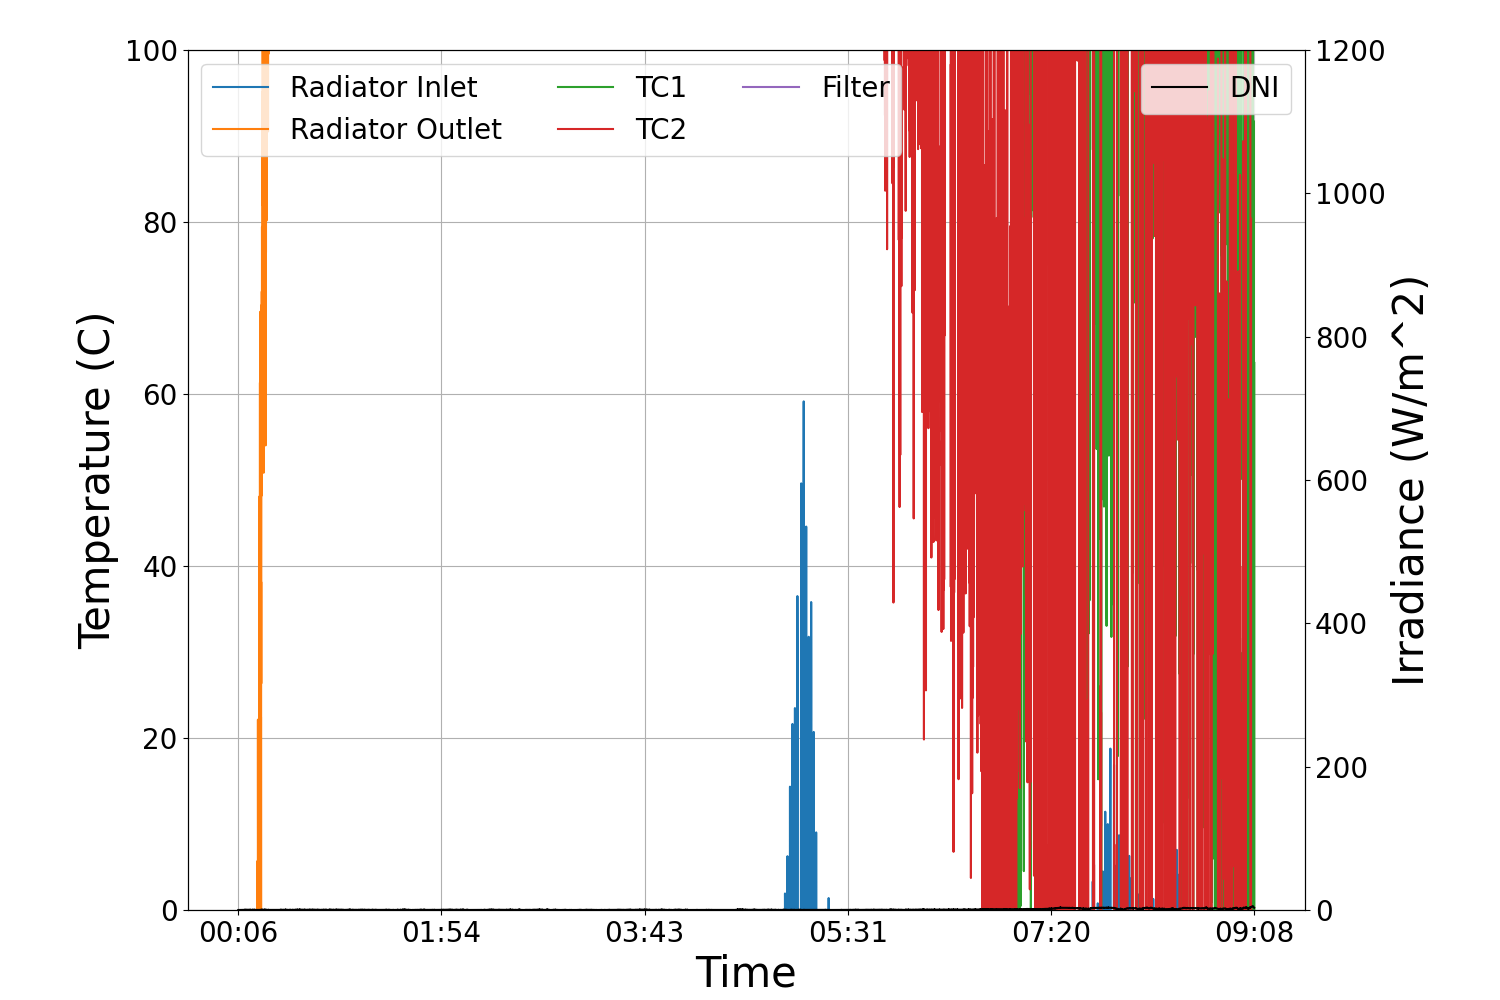 100 1200
Radiator Inlet TC1 Filter DNI
Radiator Outlet TC2
1000
80
800
60
600
40
400
20
200
0 0
Temperature (C)
Irradiance (W/m^2)
00:06 01:54 03:43 05:31 07:20 09:08
Time